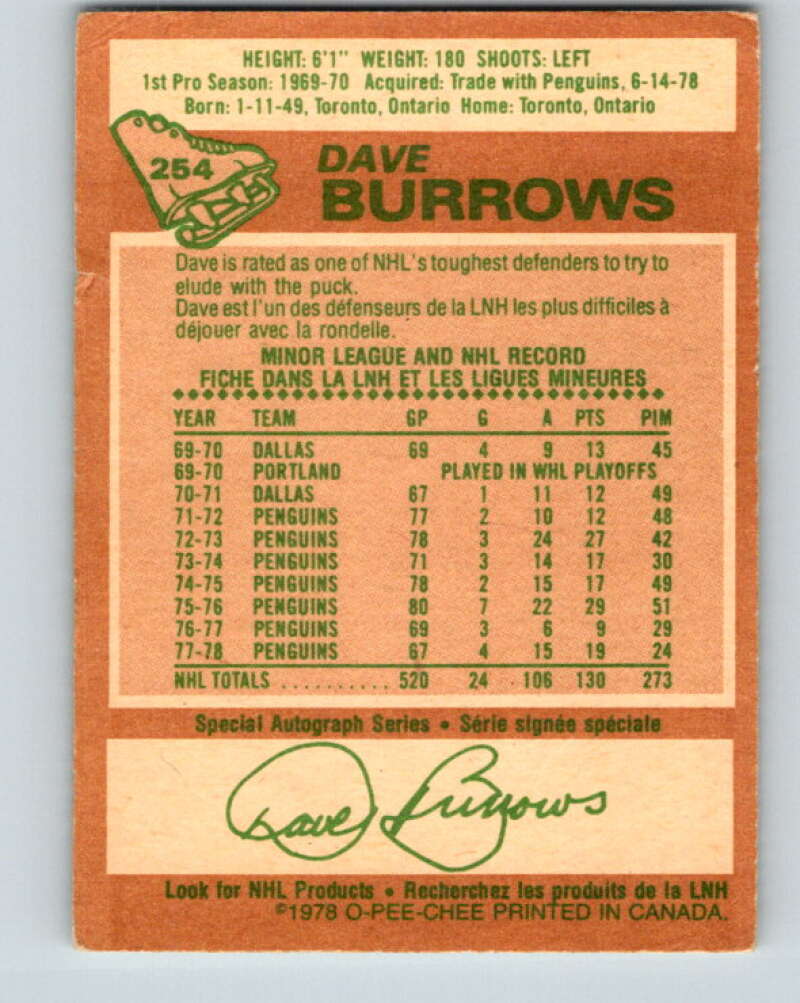 HEIGHT: 6'1" WEIGHT: 180 SHOOTS: LEFT
1st Pro Season: 1969-70 Acquired: Trade with Penguins, 6-14-78
Born: 1-11-49, Toronto, Ontario Home: Toronto, Ontario
254
DAVE
BURROWS
Dave is rated as one of NHL's toughest defenders to try to
elude with the puck.
Dave est l'un des défenseurs de la LNH les plus difficiles à
déjouer avec la rondelle.
MINOR LEAGUE AND NHL RECORD
FICHE DANS LA LNH ET LES LIGUES MINEURES
YEAR TEAM GP G A PTS PIM
69-70 DALLAS 69 4 9 13 45
69-70 PORTLAND PLAYED IN WHL PLAYOFFS
70-71 DALLAS 67 1 11 12 49
71-72 PENGUINS 77 2 10 12 48
72-73 PENGUINS 78 3 24 27 42
73-74 PENGUINS 71 3 14 17 30
74-75 PENGUINS 78 2 15 17 49
75-76 PENGUINS 80 7 22 29 51
76-77 PENGUINS 69 3 6 9 29
77-78 PENGUINS 67 4 15 19 24
NHL TOTALS .......... 520 24 106 130 273
Special Autograph Series • Série signée spéciale
Dave Burrows
Look for NHL Products • Recherchez les produits de la LNH
©1978 O-PEE-CHEE PRINTED IN CANADA.